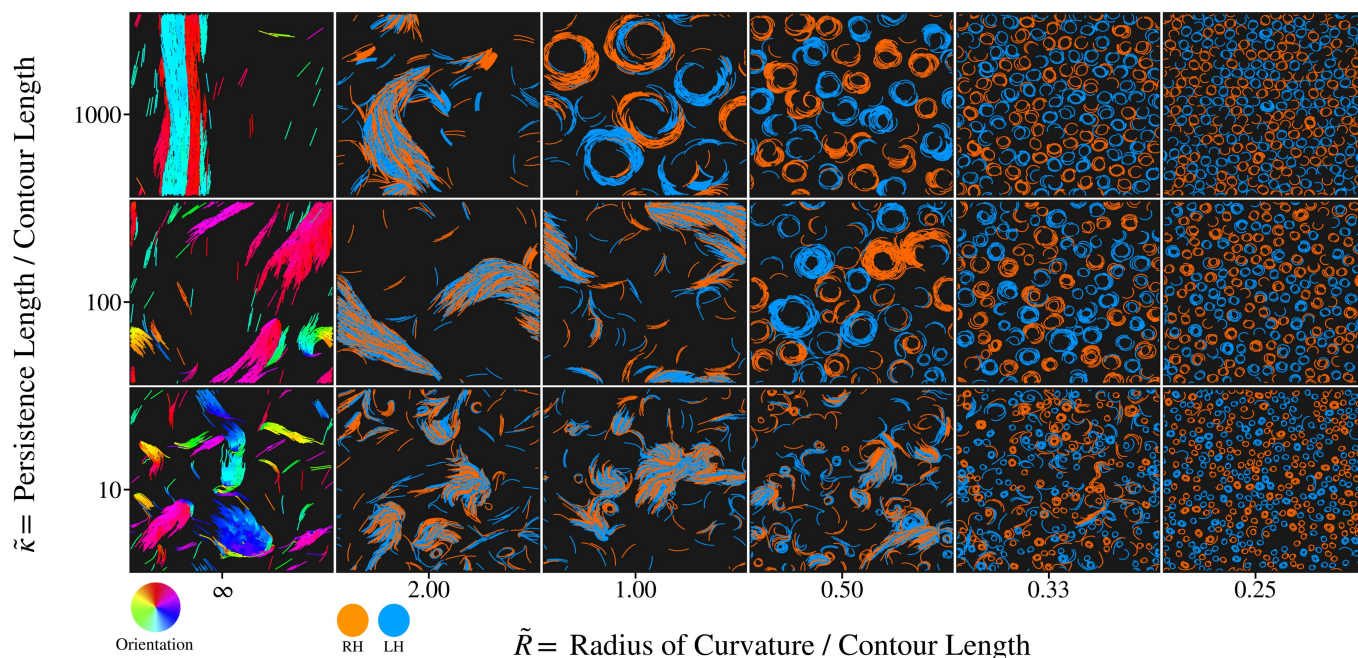 κ̃ = Persistence Length / Contour Length
1000
100
10
∞
2.00
1.00
0.50
0.33
0.25
Orientation
RH
LH
R̃ = Radius of Curvature / Contour Length